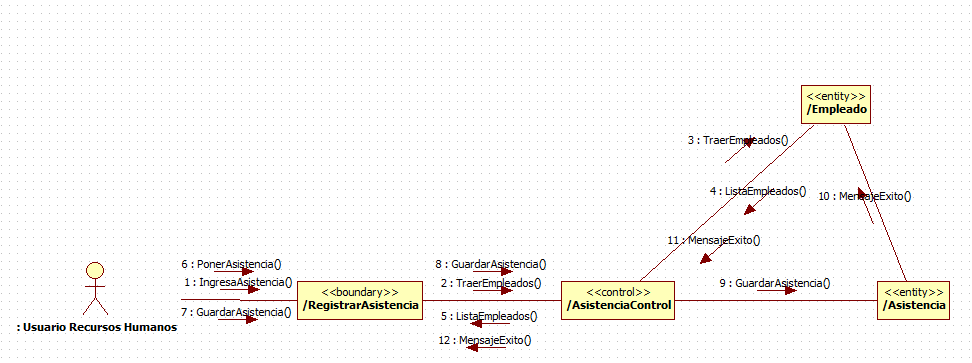 <<entity>>
/Empleado
3 : TraerEmpleados()
4 : ListaEmpleados()
10 : MensajeExito()
11 : MensajeExito()
6 : PonerAsistencia()
8 : GuardarAsistencia()
1 : IngresaAsistencia()
2 : TraerEmpleados()
9 : GuardarAsistencia()
<<boundary>>
/RegistrarAsistencia
<<control>>
/AsistenciaControl
<<entity>>
/Asistencia
7 : GuardarAsistencia()
5 : ListaEmpleados()
: Usuario Recursos Humanos
12 : MensajeExito()